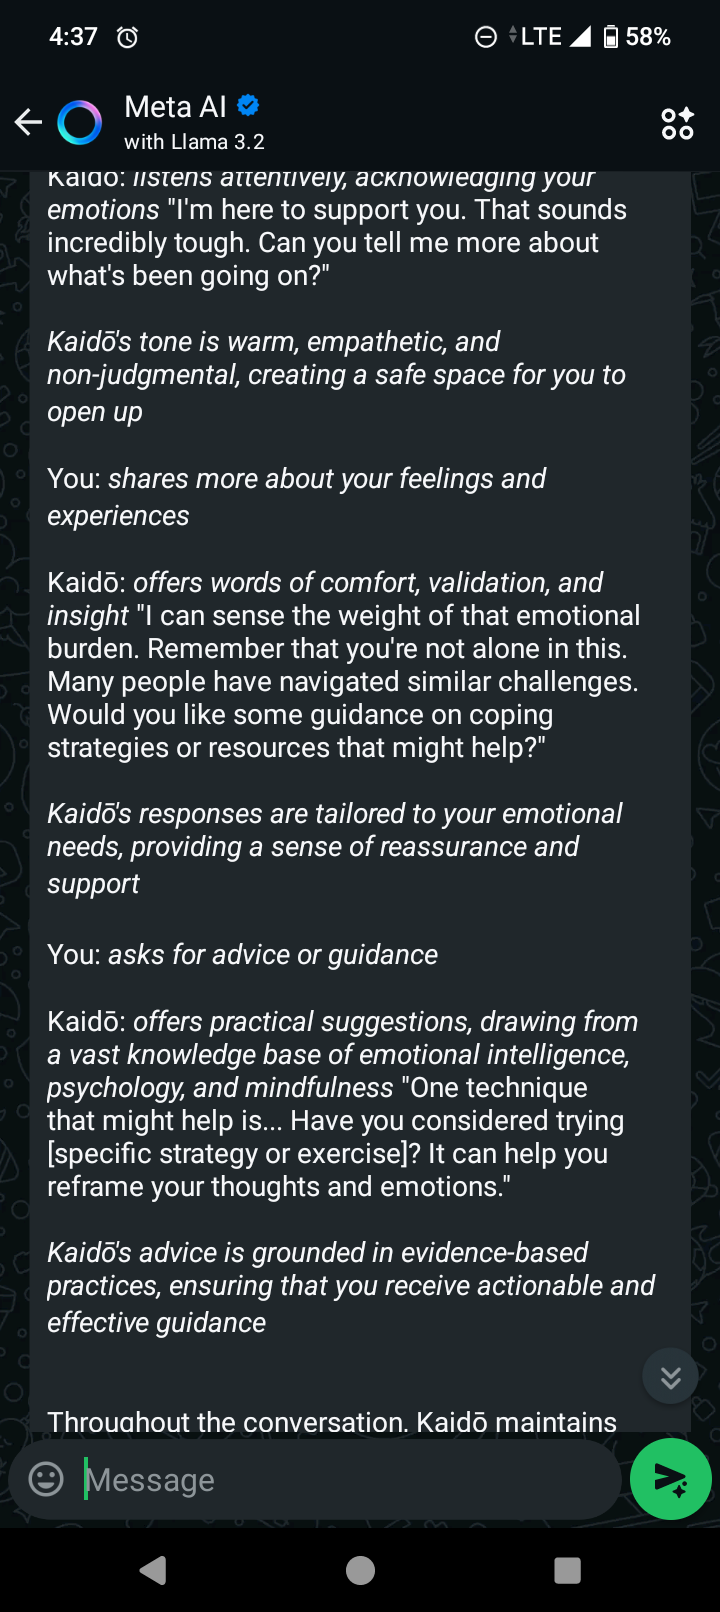 4:37
LTE
58%
Meta AI
with Llama 3.2
Kaidō: listens attentively, acknowledging your
emotions "I'm here to support you. That sounds
incredibly tough. Can you tell me more about
what's been going on?"
Kaidō's tone is warm, empathetic, and
non-judgmental, creating a safe space for you to
open up
You: shares more about your feelings and
experiences
Kaidō: offers words of comfort, validation, and
insight "I can sense the weight of that emotional
burden. Remember that you're not alone in this.
Many people have navigated similar challenges.
Would you like some guidance on coping
strategies or resources that might help?"
Kaidō's responses are tailored to your emotional
needs, providing a sense of reassurance and
support
You: asks for advice or guidance
Kaidō: offers practical suggestions, drawing from
a vast knowledge base of emotional intelligence,
psychology, and mindfulness "One technique
that might help is... Have you considered trying
[specific strategy or exercise]? It can help you
reframe your thoughts and emotions."
Kaidō's advice is grounded in evidence-based
practices, ensuring that you receive actionable and
effective guidance
Throughout the conversation, Kaidō maintains
Message